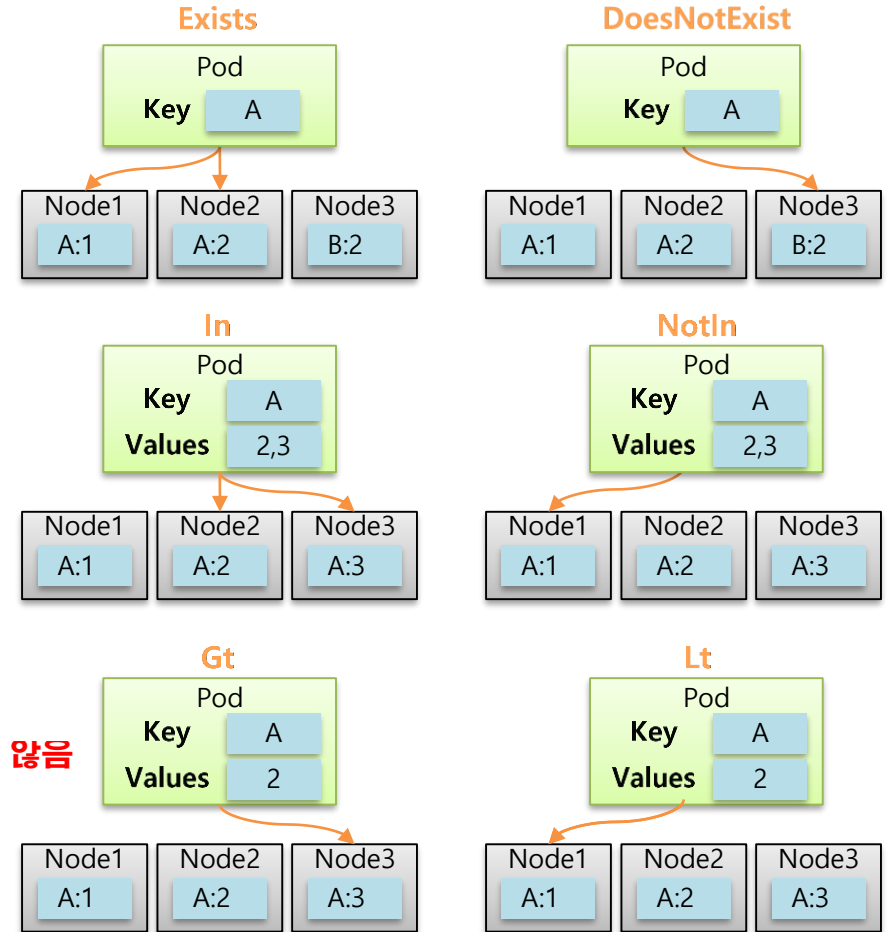 Exists
Pod
Key A
Node1 Node2 Node3
A:1 A:2 B:2
DoesNotExist
Pod
Key A
Node1 Node2 Node3
A:1 A:2 B:2
In
Pod
Key A
Values 2,3
Node1 Node2 Node3
A:1 A:2 A:3
NotIn
Pod
Key A
Values 2,3
Node1 Node2 Node3
A:1 A:2 A:3
않음
Gt
Pod
Key A
Values 2
Node1 Node2 Node3
A:1 A:2 A:3
Lt
Pod
Key A
Values 2
Node1 Node2 Node3
A:1 A:2 A:3